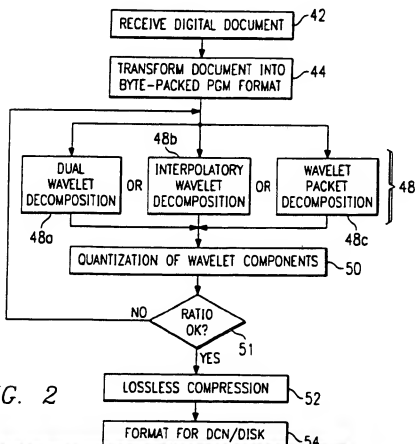 RECEIVE DIGITAL DOCUMENT
42
TRANSFORM DOCUMENT INTO
BYTE-PACKED PGM FORMAT
44
48b
DUAL
WAVELET
DECOMPOSITION
OR
INTERPOLATORY
WAVELET
DECOMPOSITION
OR
WAVELET
PACKET
DECOMPOSITION
48
48a
48c
QUANTIZATION OF WAVELET COMPONENTS
50
NO
RATIO
OK?
51
YES
G. 2
LOSSLESS COMPRESSION
52
FORMAT FOR DCN/DISK
54